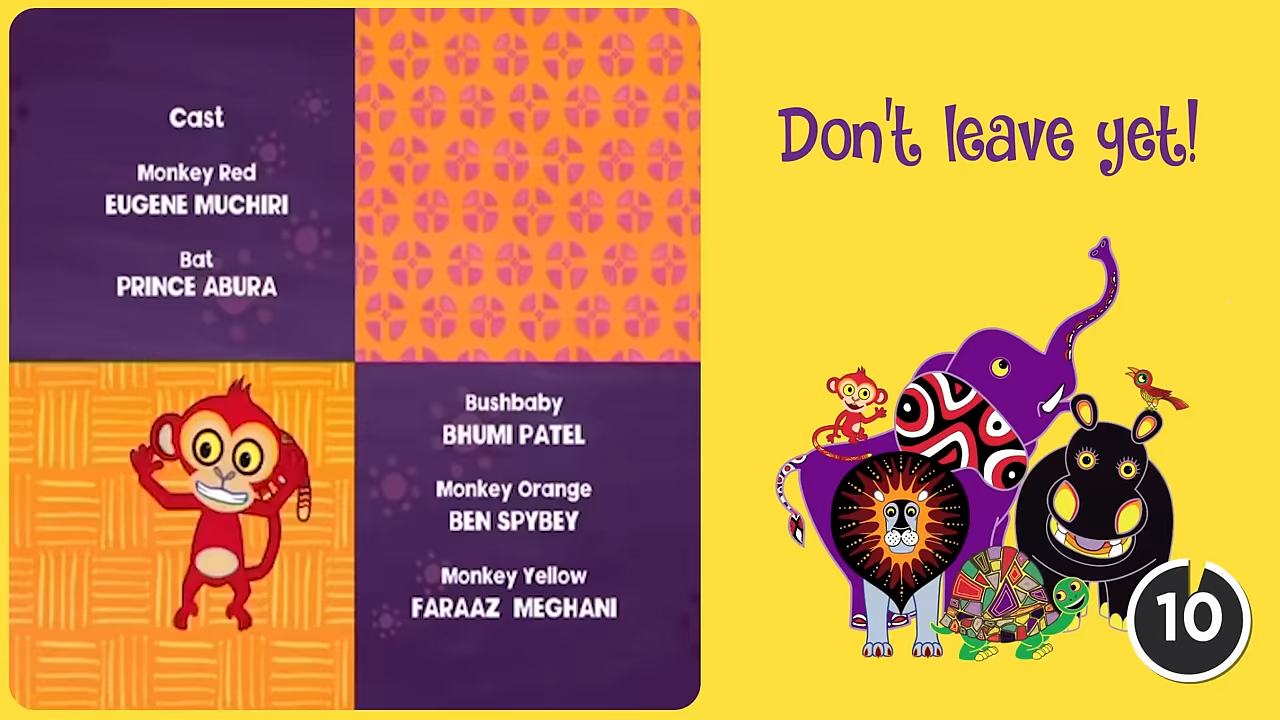 Cast
Monkey Red
EUGENE MUCHIRI
Bat
PRINCE ABURA
Bushbaby
BHUMI PATEL
Monkey Orange
BEN SPYBEY
Monkey Yellow
FARAAZ MEGHANI
Don't leave yet!
10